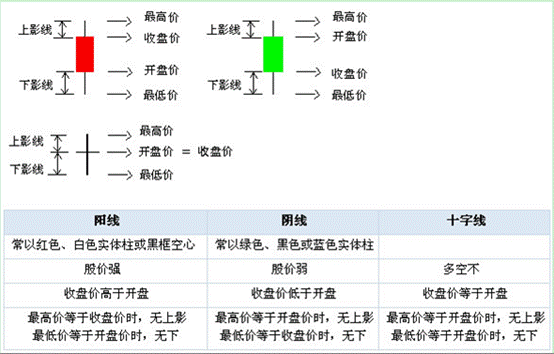 上影线 最高价 上影线 最高价
收盘价 开盘价
下影线 开盘价 下影线 收盘价
最低价 最低价
上影线 最高价
开盘价 = 收盘价
下影线 最低价
阳线 阴线 十字线
常以红色、白色实体柱或黑框空心 常以绿色、黑色或蓝色实体柱
股价强 股价弱 多空不
收盘价高于开盘 收盘价低于开盘 收盘价等于开盘
最高价等于收盘价时，无上影 最高价等于开盘价时，无上影 最高价等于开盘价时，无上影
最低价等于开盘价时，无下 最低价等于收盘价时，无下 最低价等于开盘价时，无下